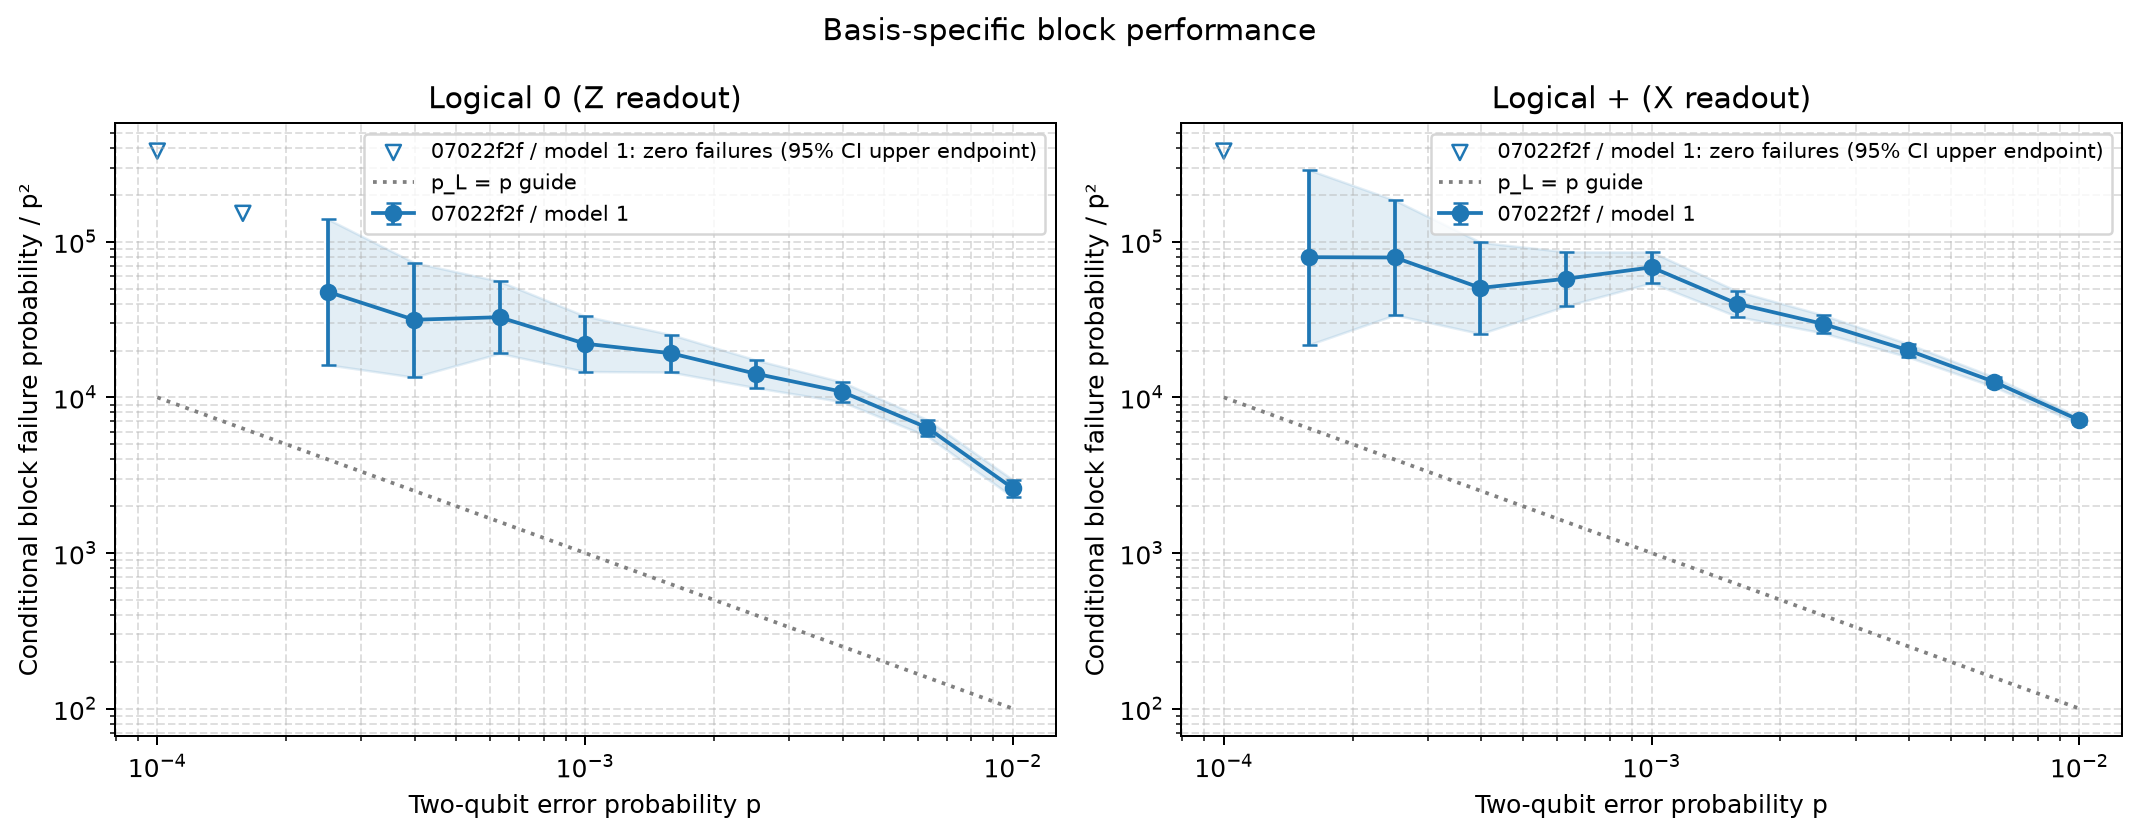 Basis-specific block performance
Logical 0 (Z readout)
Conditional block failure probability / p²
10⁵
10⁴
10³
10²
07022f2f / model 1: zero failures (95% CI upper endpoint)
p_L = p guide
07022f2f / model 1
10⁻⁴
10⁻³
10⁻²
Two-qubit error probability p
Logical + (X readout)
Conditional block failure probability / p²
10⁵
10⁴
10³
10²
07022f2f / model 1: zero failures (95% CI upper endpoint)
p_L = p guide
07022f2f / model 1
10⁻⁴
10⁻³
10⁻²
Two-qubit error probability p